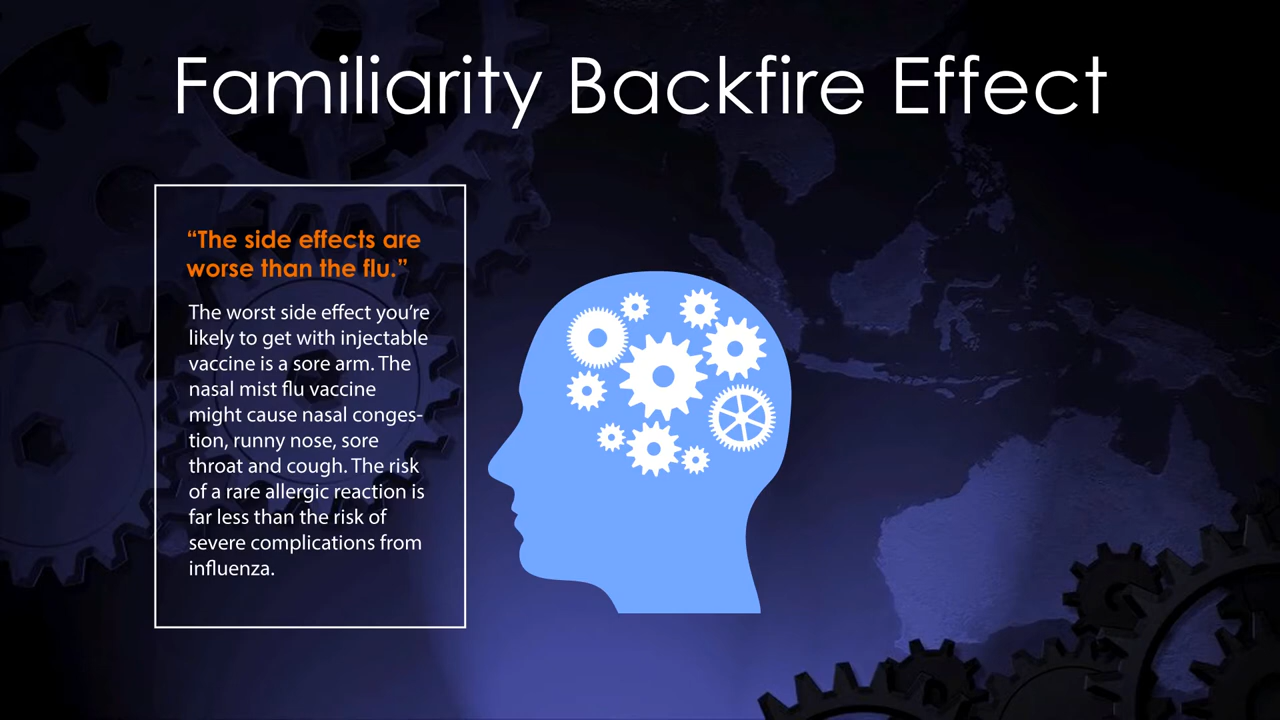 Familiarity Backfire Effect
“The side effects are
worse than the flu.”
The worst side effect you’re
likely to get with injectable
vaccine is a sore arm. The
nasal mist flu vaccine
might cause nasal conges-
tion, runny nose, sore
throat and cough. The risk
of a rare allergic reaction is
far less than the risk of
severe complications from
influenza.